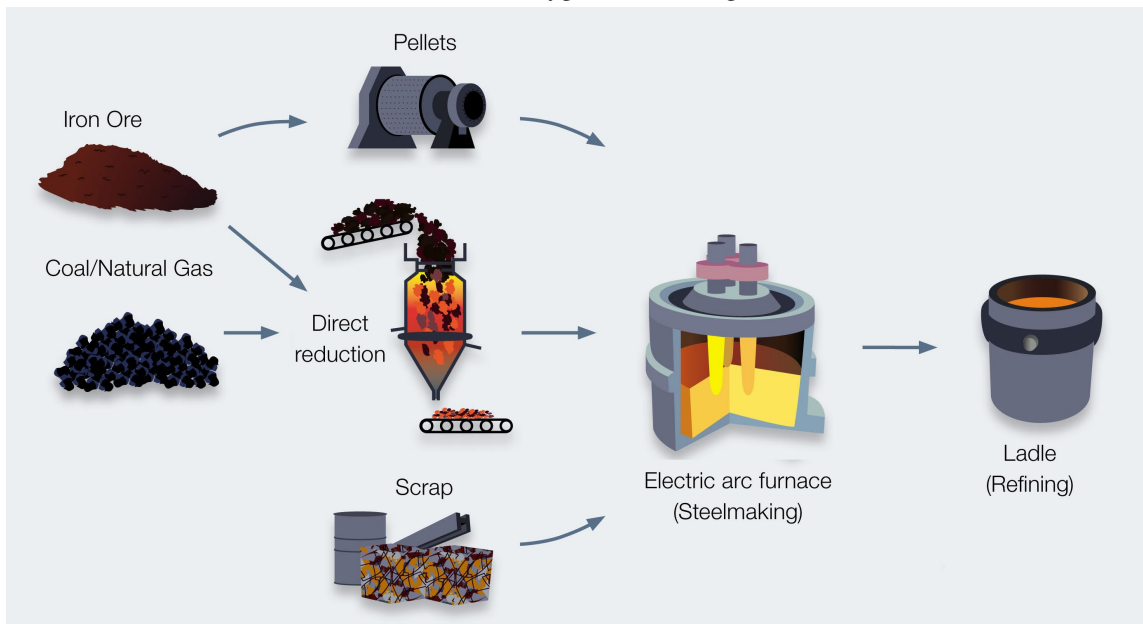 Pellets
Iron Ore
Coal/Natural Gas
Direct
reduction
Scrap
Electric arc furnace
(Steelmaking)
Ladle
(Refining)